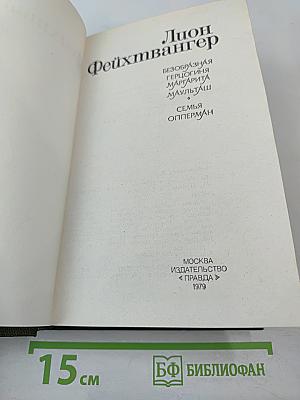 Лион
Фейхтвангер
БЕЗОБРАЗНАЯ
ГЕРЦОГИНЯ
МАРГАРИТА
МАУЛЬТАШ
СЕМЬЯ
ОППЕРМАН
МОСКВА
ИЗДАТЕЛЬСТВО
«ПРАВДА»
1979
15 см
БФ БИБЛИОФАН